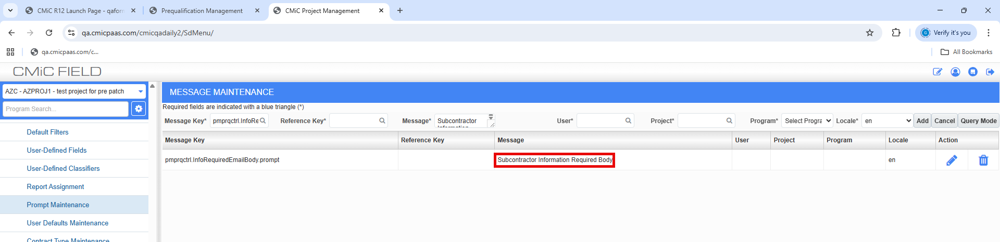 CMiC R12 Launch Page - qaforn
Prequalification Management
CMiC Project Management
qa.cmicpaas.com/cmicqadaily2/SdMenu/
Verify it's you
qa.cmicpaas.com/c...
All Bookmarks
CMiC FIELD
AZC - AZPROJ1 - test project for pre patch
Program Search...
Default Filters
User-Defined Fields
User-Defined Classifiers
Report Assignment
Prompt Maintenance
User Defaults Maintenance
Contract Type Maintenance
MESSAGE MAINTENANCE
Required fields are indicated with a blue triangle (*)
Message Key* pmprqctrl.InfoRe Reference Key* Message* Subcontractor Information User* Project* Program* Select Progra Locale* en Add Cancel Query Mode
Message Key Reference Key Message User Project Program Locale Action
pmprqctrl.InfoRequiredEmailBody.prompt Subcontractor Information Required Body en